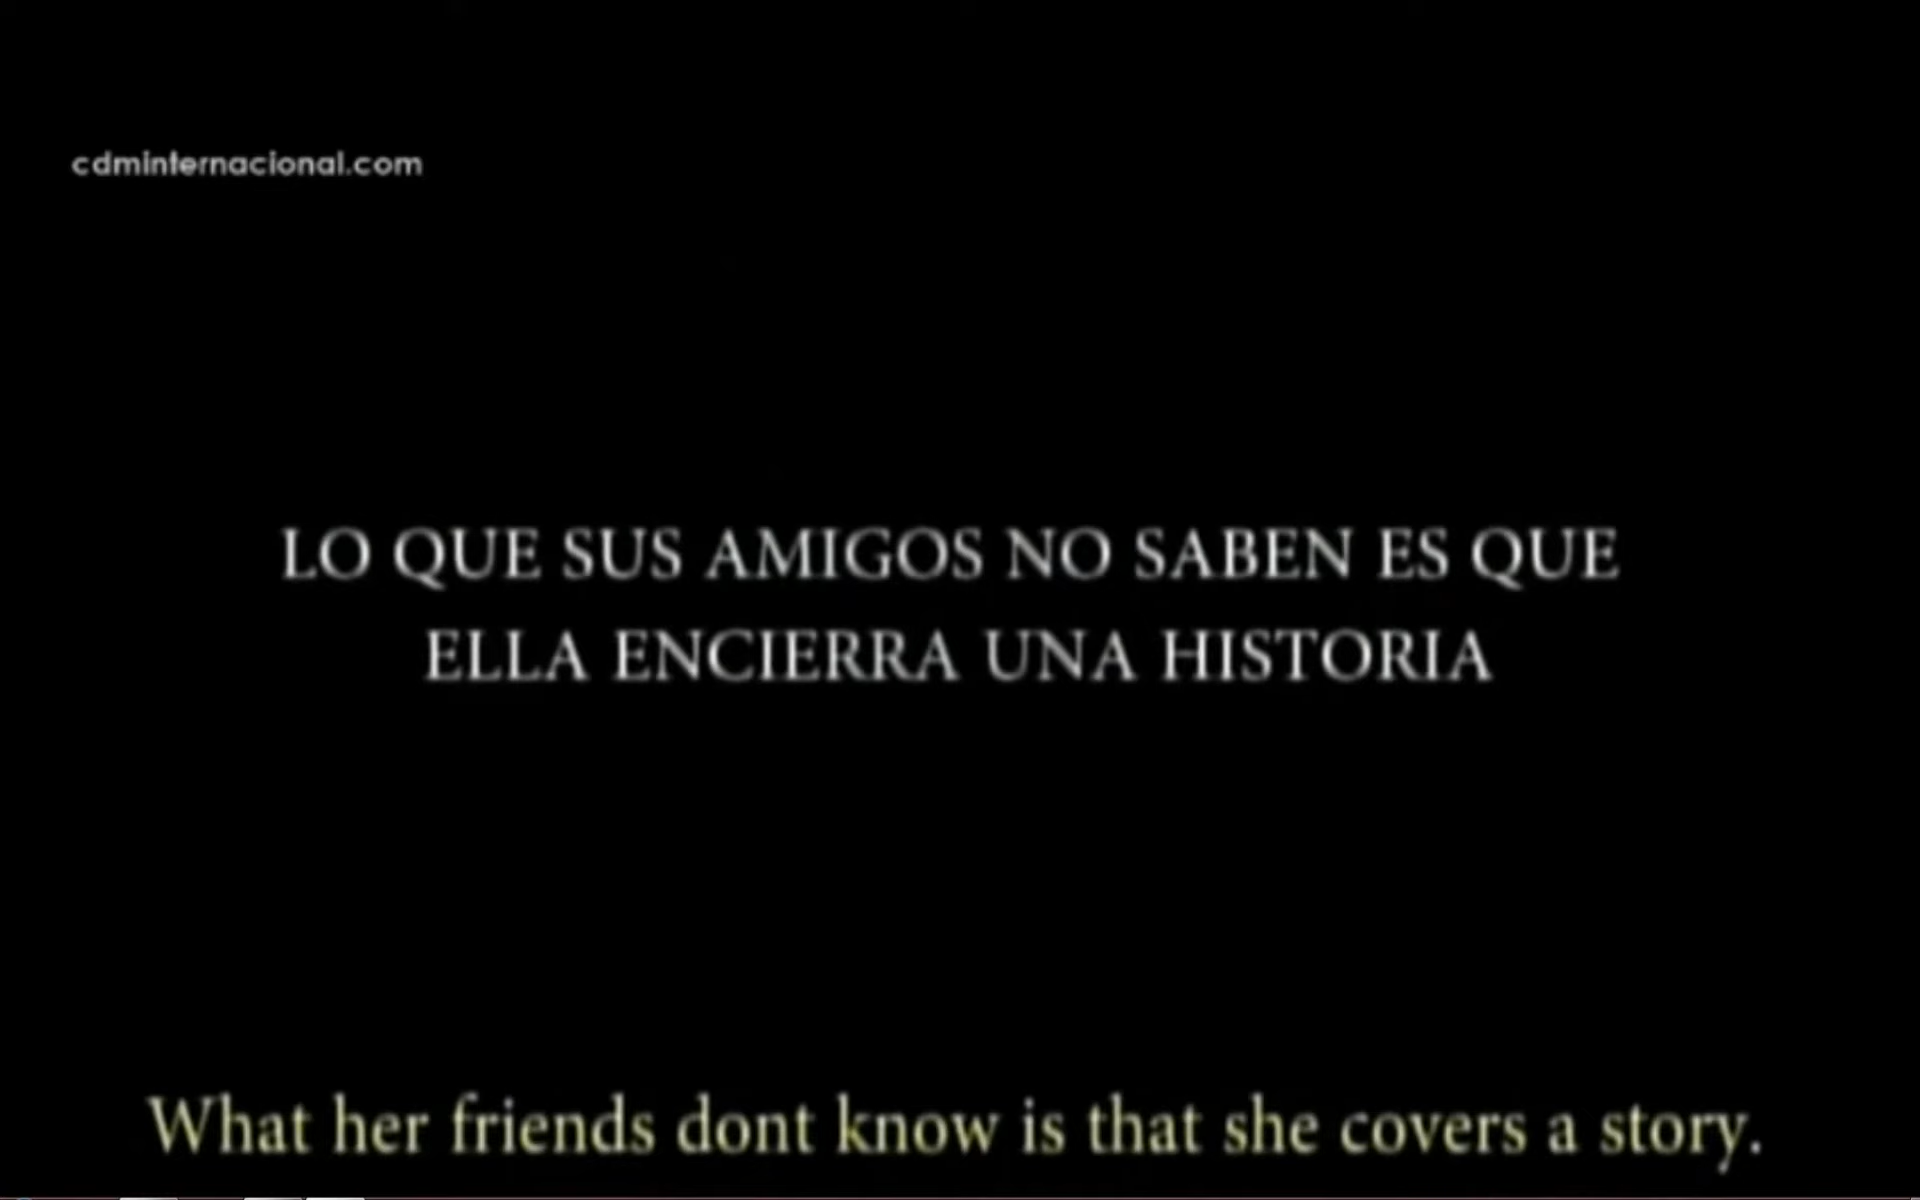 cdminternacional.com
LO QUE SUS AMIGOS NO SABEN ES QUE
ELLA ENCIERRA UNA HISTORIA
What her friends dont know is that she covers a story.